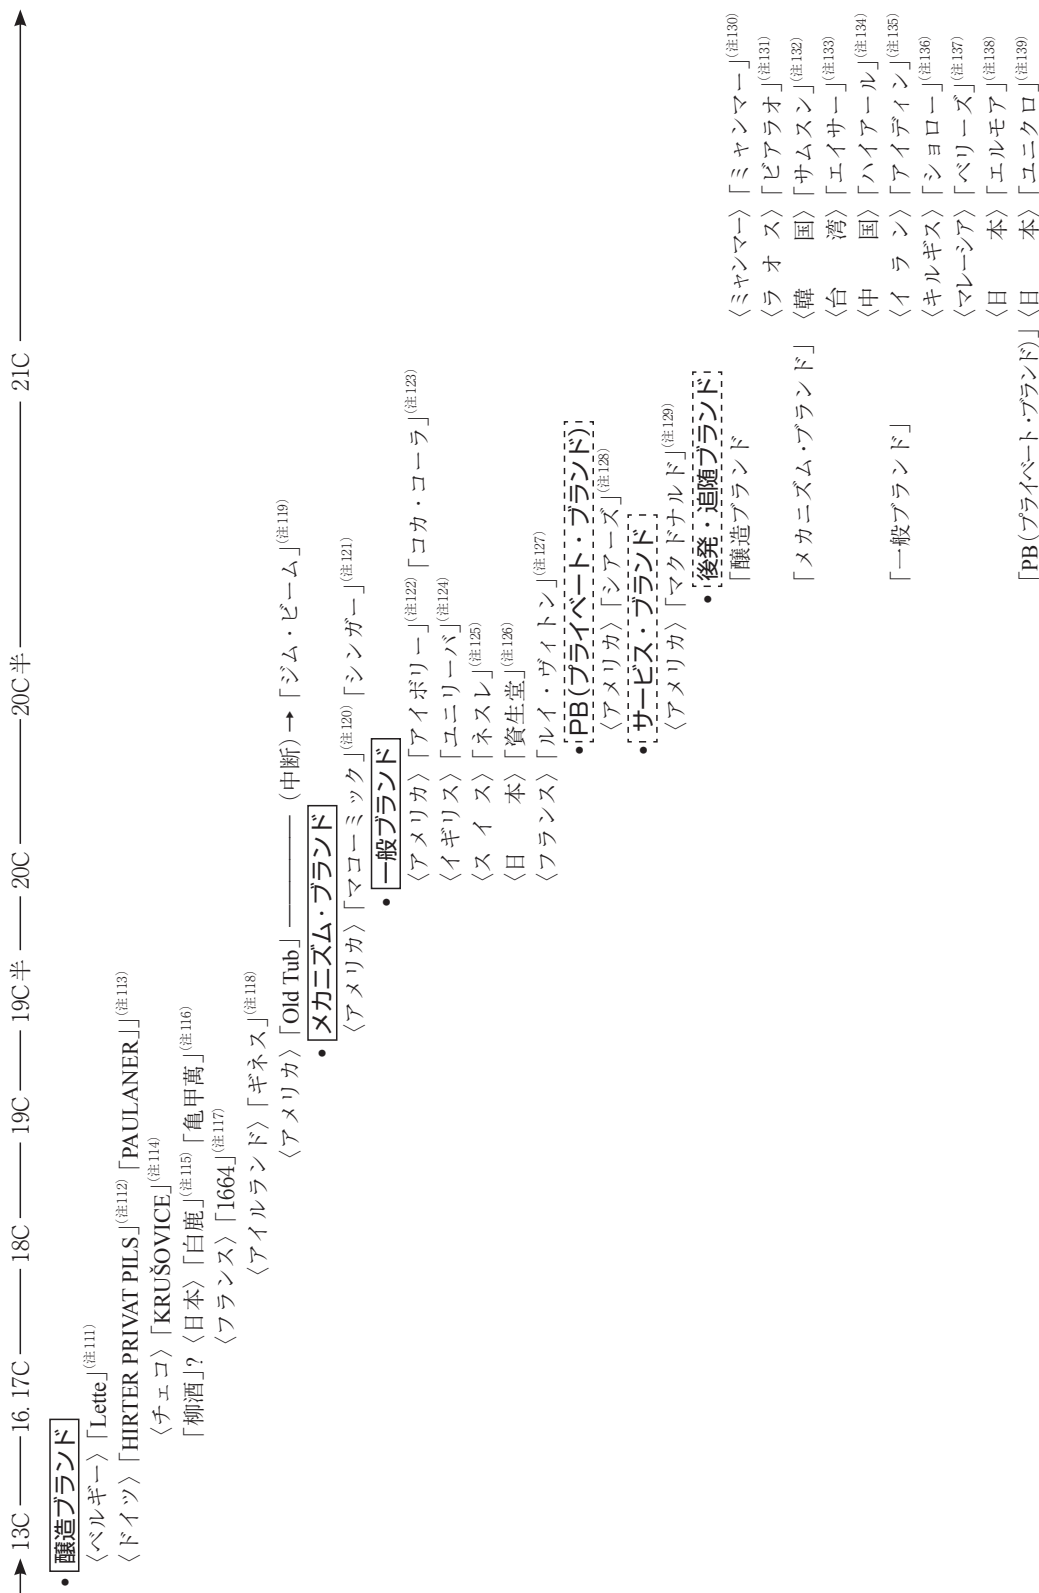 13C 16. 17C 18C 19C 19C半 20C 20C半 21C
• 醸造ブランド
〈ベルギー〉「Lette」(注111)
〈ドイツ〉「HIRTER PRIVAT PILS」(注112)「PAULANER」」(注113)
〈チェコ〉「KRUŠOVICE」(注114)
「柳酒」?〈日本〉「白鹿」(注115)「亀甲萬」(注116)
〈フランス〉「1664」(注117)
〈アイルランド〉「ギネス」(注118)
〈アメリカ〉「Old Tub」――――(中断)→「ジム・ビーム」(注119)
• メカニズム・ブランド
〈アメリカ〉「マコーミック」(注120)「シンガー」(注121)
• 一般ブランド
〈アメリカ〉「アイボリー」(注122)「コカ・コーラ」(注123)
〈イギリス〉「ユニリーバ」(注124)
〈スイス〉「ネスレ」(注125)
〈日本〉「資生堂」(注126)
〈フランス〉「ルイ・ヴィトン」(注127)
• PB(プライベート・ブランド)
〈アメリカ〉「シアーズ」(注128)
• サービス・ブランド
〈アメリカ〉「マクドナルド」(注129)
• 後発・追随ブランド
「醸造ブランド 〈ミャンマー〉「ミャンマー」(注130)
〈ラオス〉「ビアラオ」(注131)
「メカニズム・ブランド」〈韓国〉「サムスン」(注132)
〈台湾〉「エイサー」(注133)
〈中国〉「ハイアール」(注134)
「一般ブランド」 〈イラン〉「アイディン」(注135)
〈キルギス〉「ショロー」(注136)
〈マレーシア〉「ベリーズ」(注137)
〈日本〉「エルモア」(注138)
「PB(プライベート・ブランド)」〈日本〉「ユニクロ」(注139)